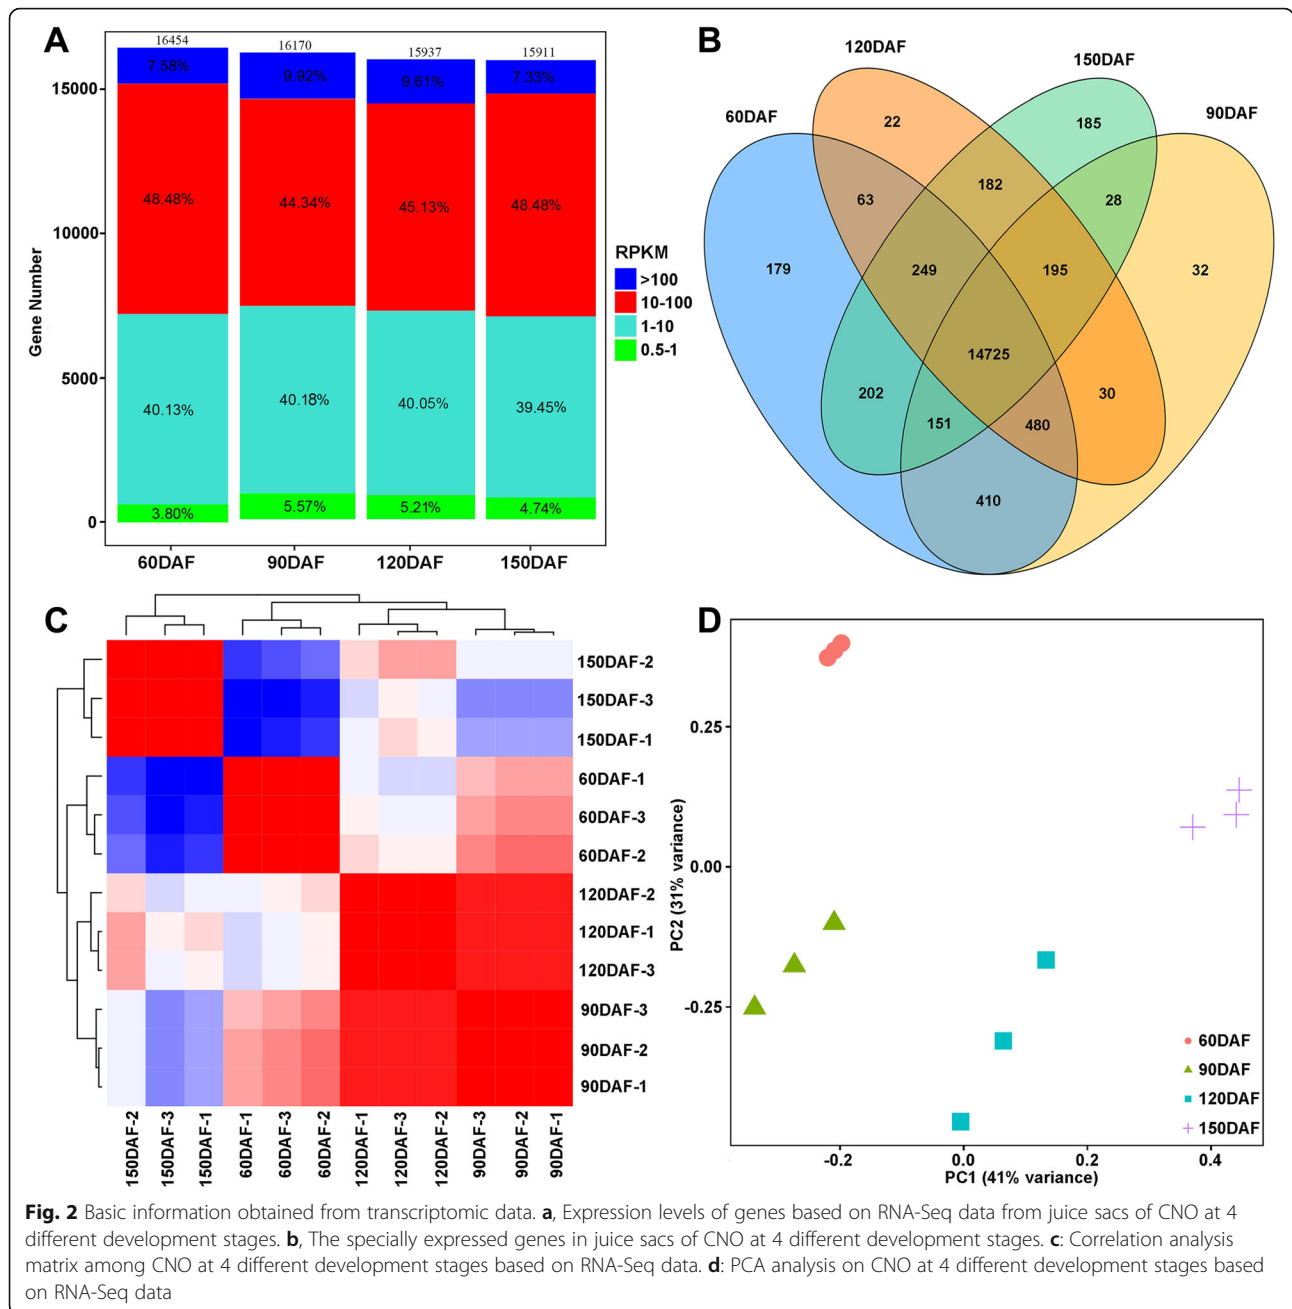 A
16454
16170
15937
15911
7.58%
9.92%
9.61%
7.33%
48.48%
44.34%
45.13%
48.48%
40.13%
40.18%
40.05%
39.45%
3.80%
5.57%
5.21%
4.74%
15000
10000
5000
0
Gene Number
60DAF
90DAF
120DAF
150DAF
RPKM
>100
10-100
1-10
0.5-1
B
120DAF
150DAF
60DAF
90DAF
22
185
182
63
28
179
249
195
32
14725
202
30
151
480
410
C
150DAF-2
150DAF-3
150DAF-1
60DAF-1
60DAF-3
60DAF-2
120DAF-2
120DAF-1
120DAF-3
90DAF-3
90DAF-2
90DAF-1
150DAF-2
150DAF-3
150DAF-1
60DAF-1
60DAF-3
60DAF-2
120DAF-1
120DAF-3
120DAF-2
90DAF-3
90DAF-2
90DAF-1
D
0.25
0.00
-0.25
PC2 (31% variance)
60DAF
90DAF
120DAF
150DAF
-0.2
0.0
0.2
0.4
PC1 (41% variance)
Fig. 2 Basic information obtained from transcriptomic data. a, Expression levels of genes based on RNA-Seq data from juice sacs of CNO at 4
different development stages. b, The specially expressed genes in juice sacs of CNO at 4 different development stages. c: Correlation analysis
matrix among CNO at 4 different development stages based on RNA-Seq data. d: PCA analysis on CNO at 4 different development stages based
on RNA-Seq data